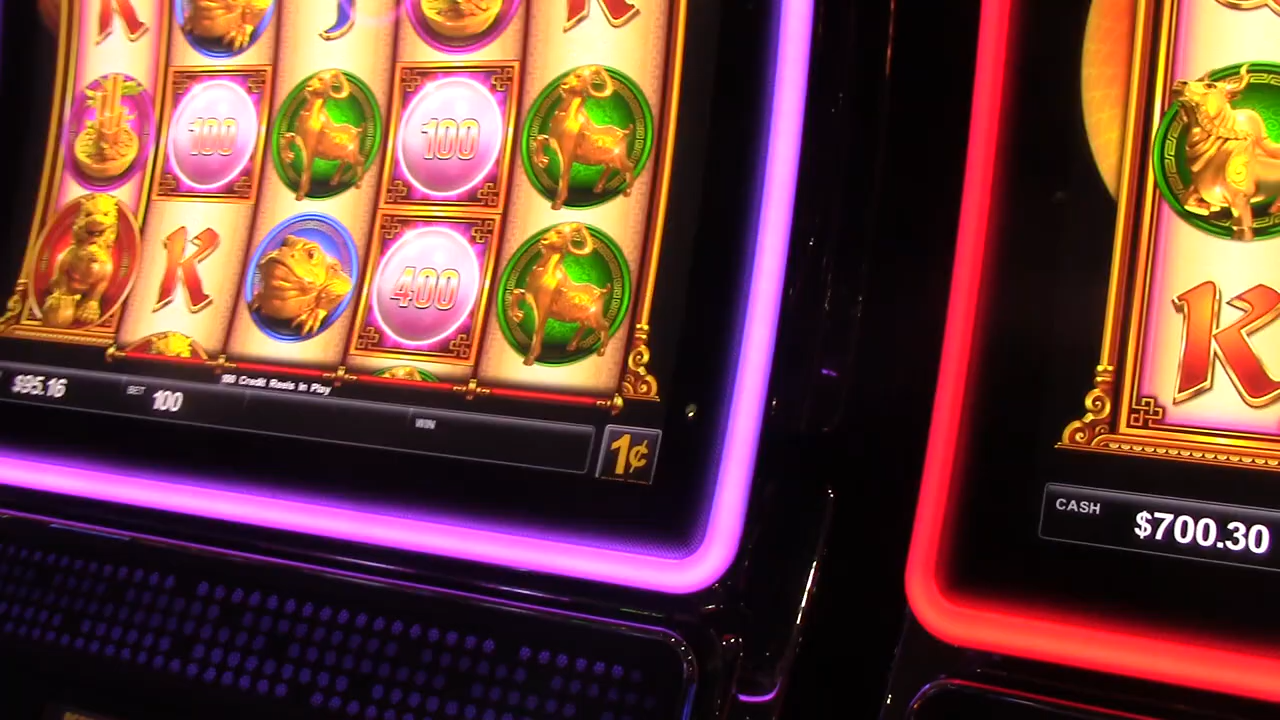 K
K
100
100
K
400
$95.16
BET
100
100 Credit Reels In Play
WIN
1¢
K
CASH
$700.30